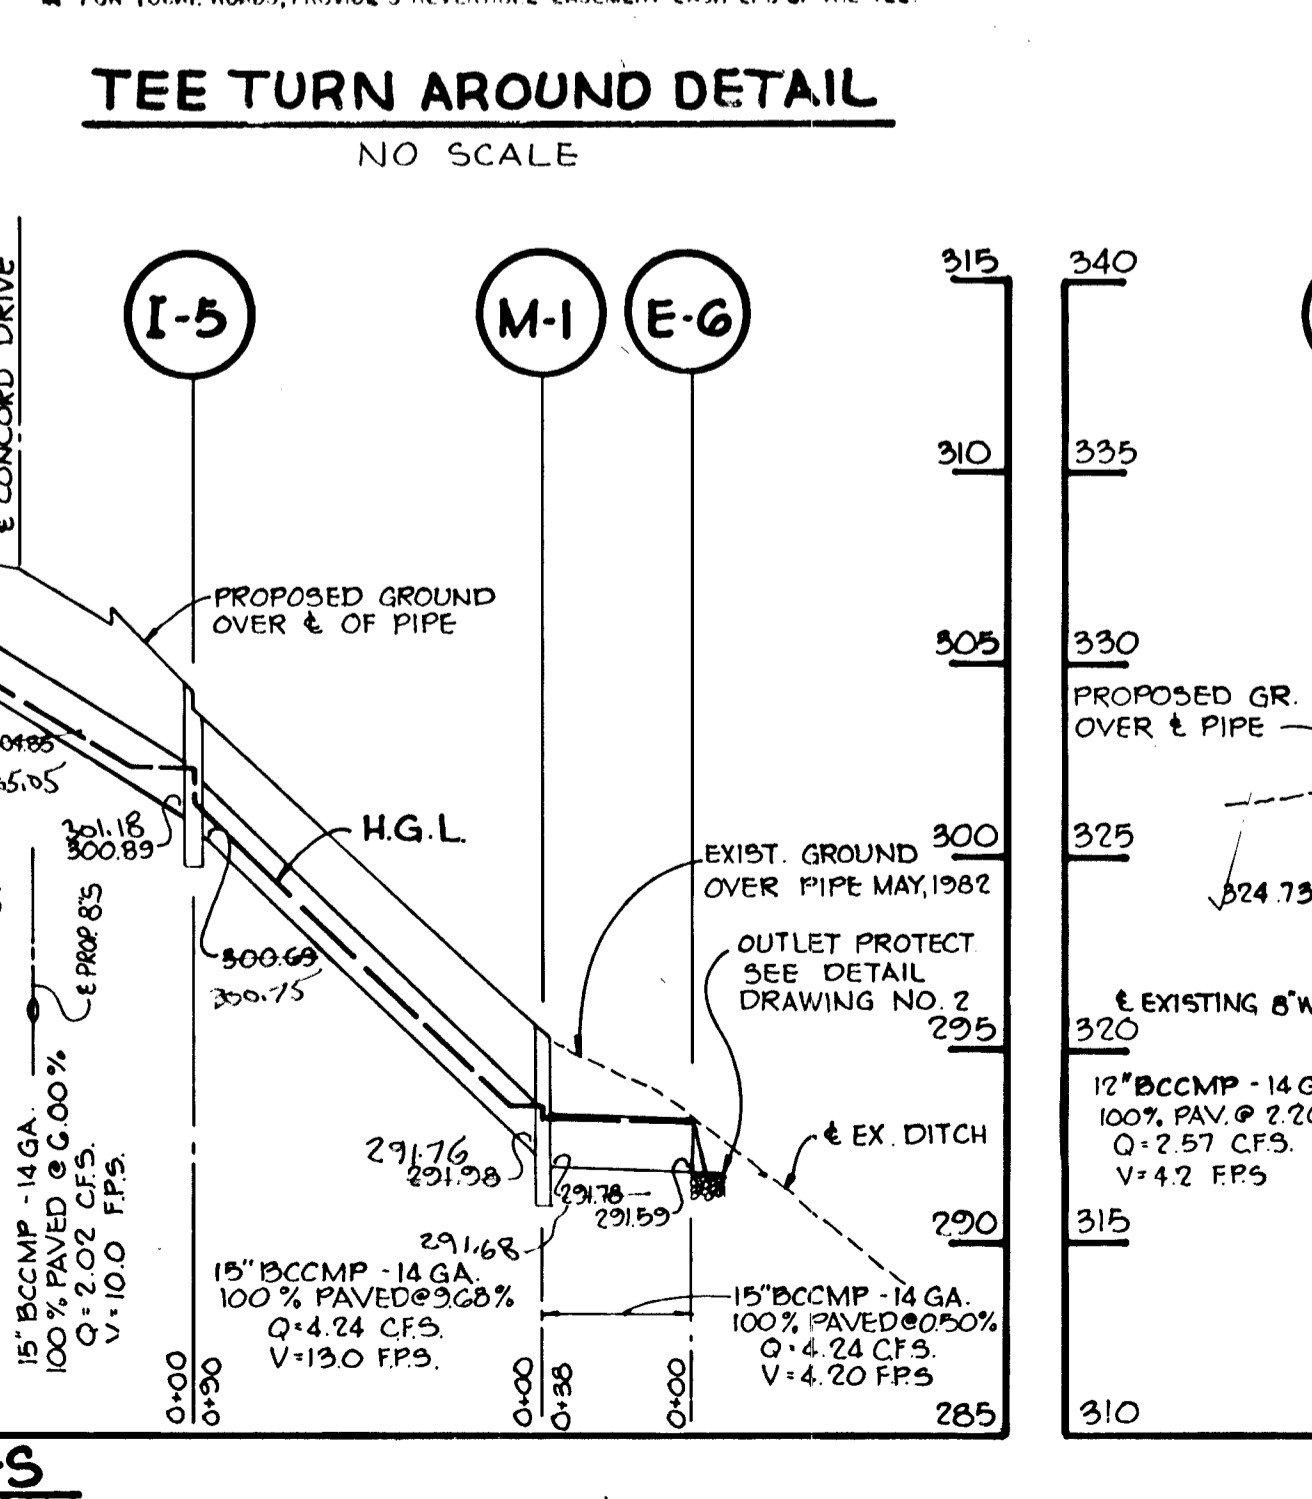 TEE TURN AROUND DETAIL
NO SCALE
℄ CONCORD DRIVE
I-5
M-1
E-6
315
310
305
300
295
290
285
340
335
330
325
320
315
310
PROPOSED GROUND
OVER ℄ OF PIPE
H.G.L.
301.18
300.89
300.69
300.75
℄ PROP. 8"S
EXIST. GROUND
OVER PIPE MAY, 1982
OUTLET PROTECT.
SEE DETAIL
DRAWING NO. 2
℄ EX. DITCH
291.76
291.98
291.78
291.59
291.68
15" BCCMP - 14 GA.
100% PAVED @ 6.00%
Q = 2.02 C.F.S.
V = 10.0 F.P.S.
15" BCCMP - 14 GA.
100% PAVED @ 9.68%
Q = 4.24 C.F.S.
V = 13.0 F.P.S.
15" BCCMP - 14 GA.
100% PAVED @ 0.50%
Q = 4.24 C.F.S.
V = 4.20 F.P.S
0+00
0+90
0+00
0+38
0+00
PROPOSED GR.
OVER ℄ PIPE
324.73
℄ EXISTING 8" W
12" BCCMP - 14 G
100% PAV. @ 2.20
Q = 2.57 C.F.S.
V = 4.2 F.P.S